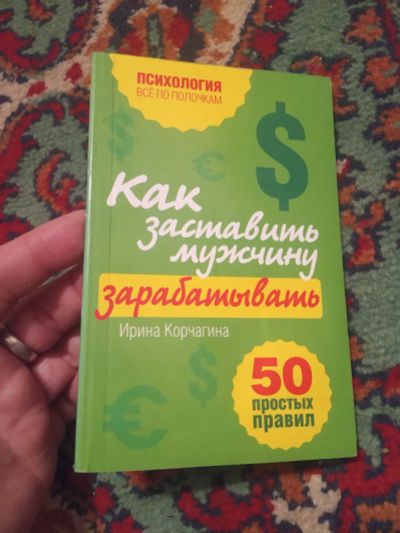 ПСИХОЛОГИЯ
ВСЁ ПО ПОЛОЧКАМ
$
$
Как
заставить
мужчину
зарабатывать
Ирина Корчагина
$
€
50
простых
правил